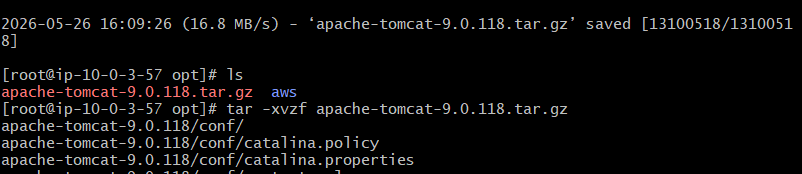 2026-05-26 16:09:26 (16.8 MB/s) - ‘apache-tomcat-9.0.118.tar.gz’ saved [13100518/1310051
8]
[root@ip-10-0-3-57 opt]# ls
apache-tomcat-9.0.118.tar.gz  aws
[root@ip-10-0-3-57 opt]# tar -xvzf apache-tomcat-9.0.118.tar.gz
apache-tomcat-9.0.118/conf/
apache-tomcat-9.0.118/conf/catalina.policy
apache-tomcat-9.0.118/conf/catalina.properties